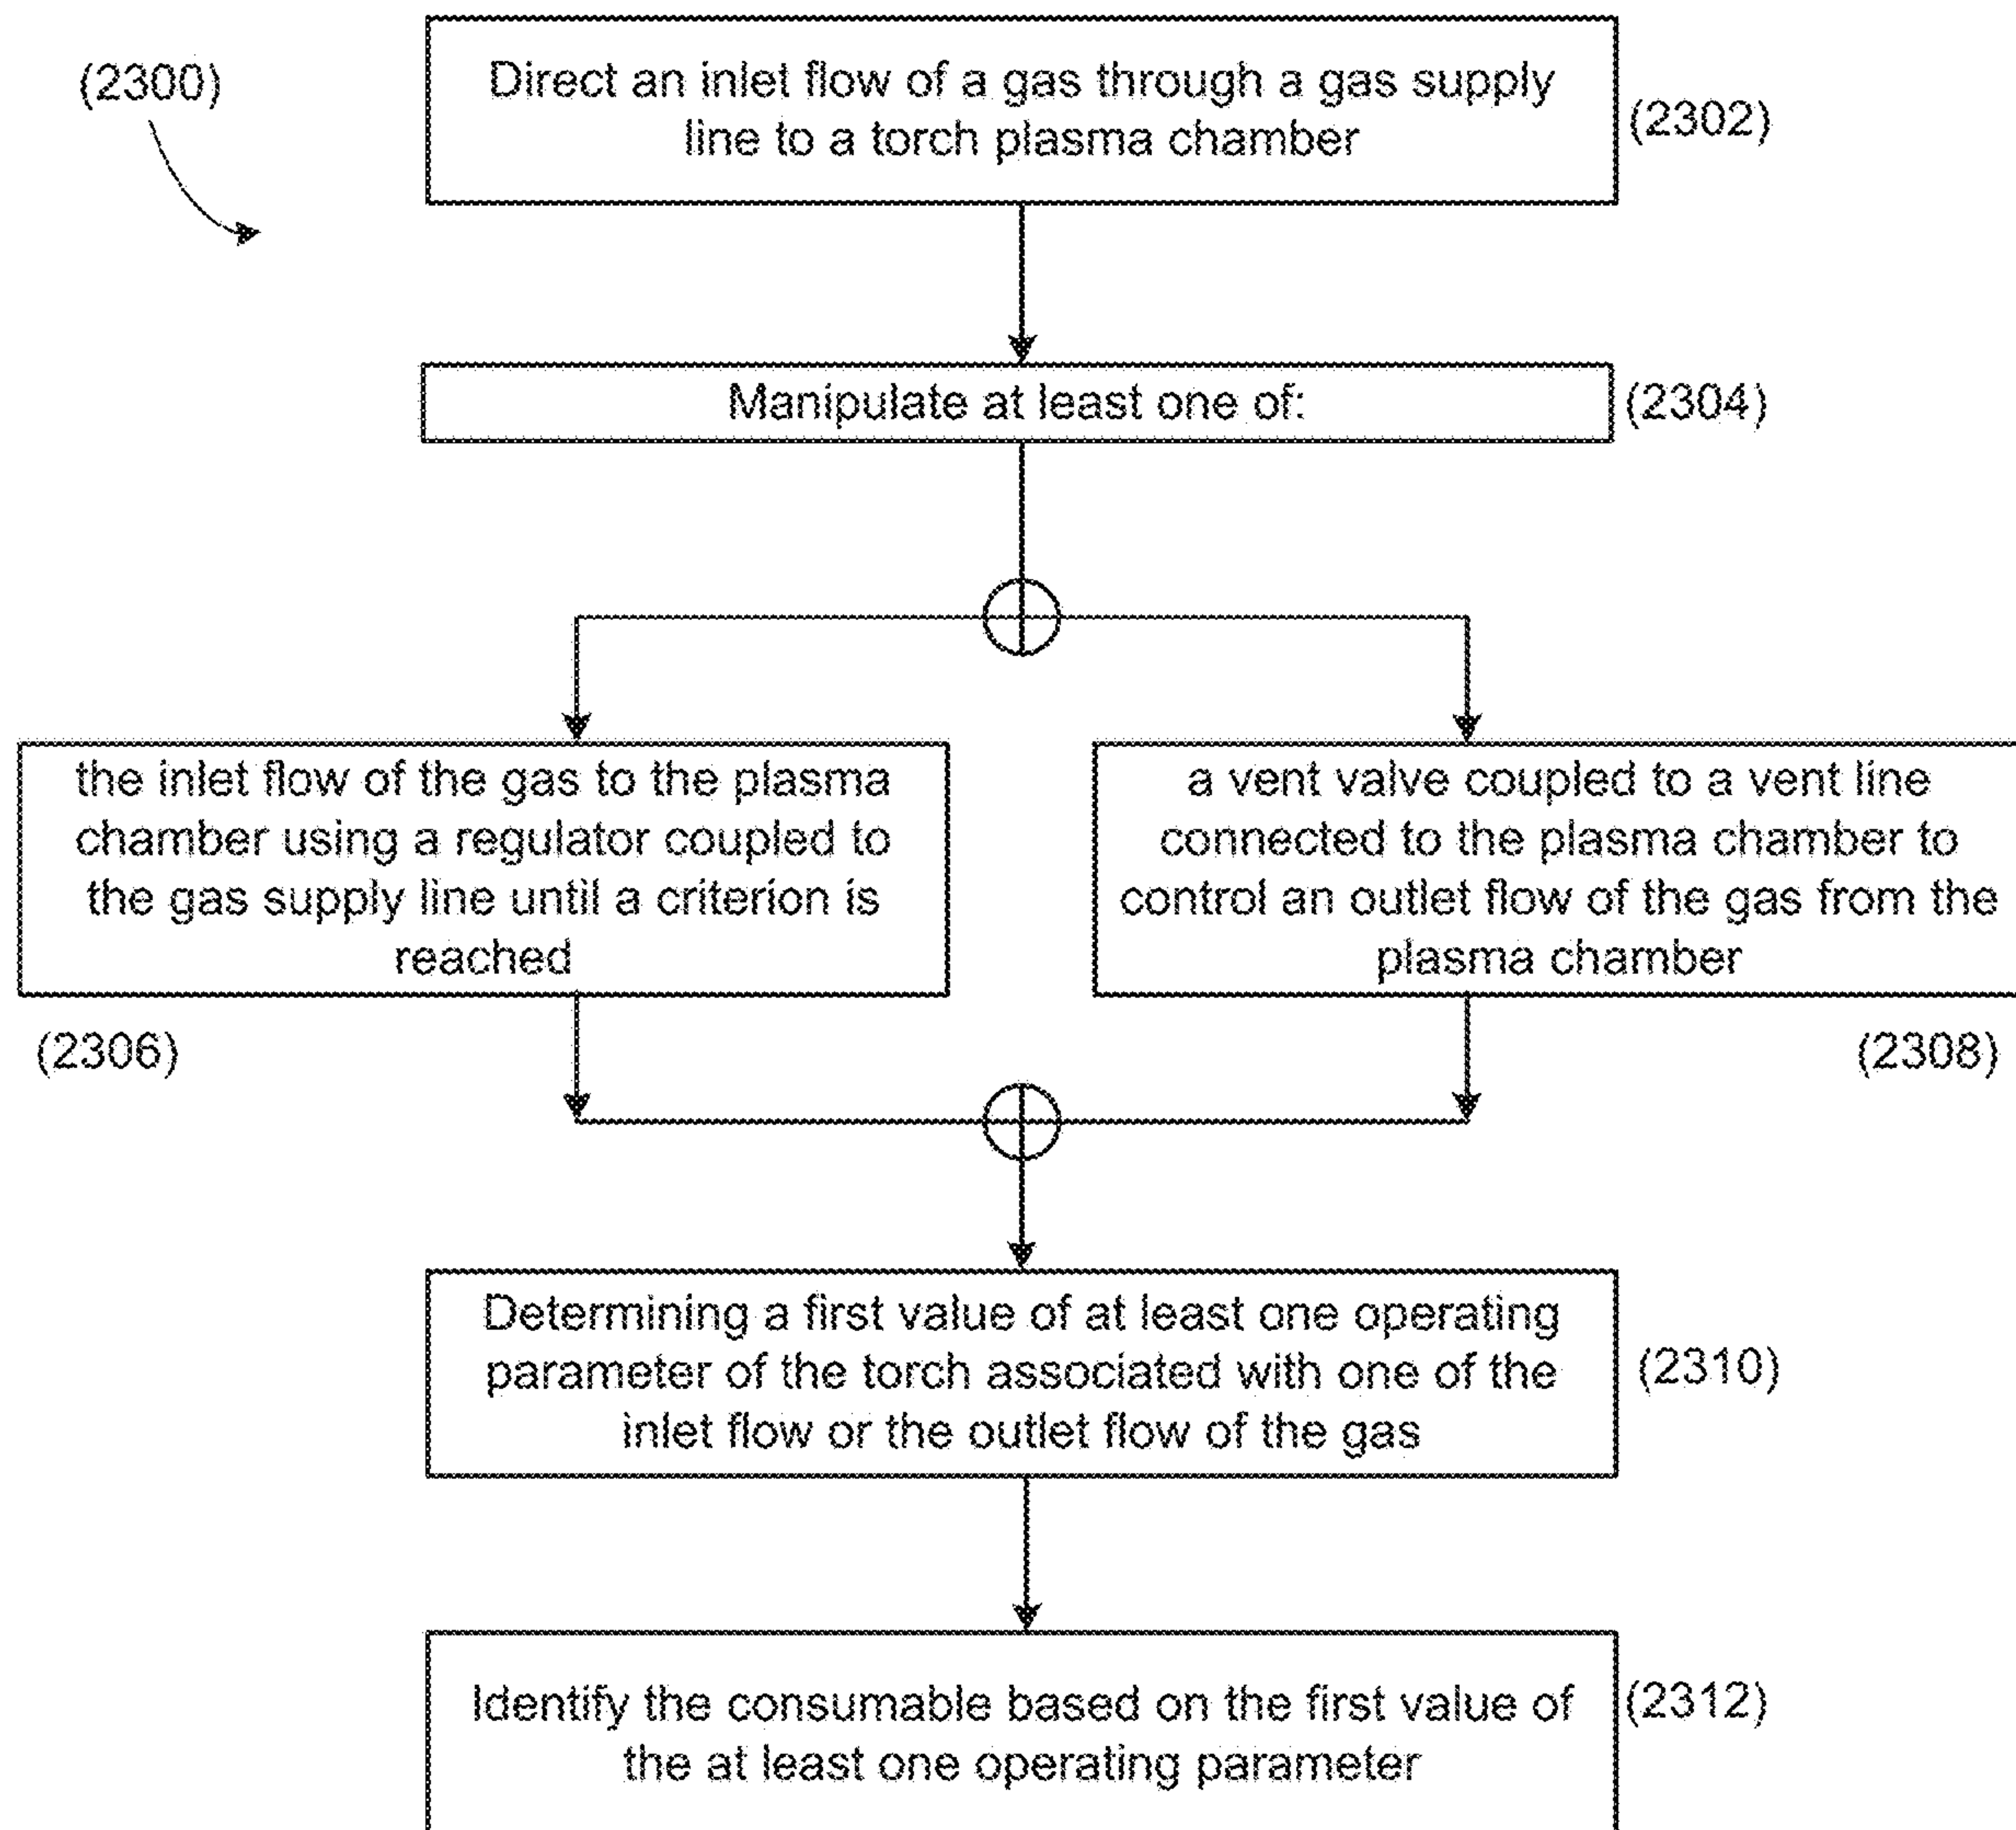 (2300)
Direct an inlet flow of a gas through a gas supply
line to a torch plasma chamber
(2302)
Manipulate at least one of:
(2304)
the inlet flow of the gas to the plasma
chamber using a regulator coupled to
the gas supply line until a criterion is
reached
(2306)
a vent valve coupled to a vent line
connected to the plasma chamber to
control an outlet flow of the gas from the
plasma chamber
(2308)
Determining a first value of at least one operating
parameter of the torch associated with one of the
inlet flow or the outlet flow of the gas
(2310)
Identify the consumable based on the first value of
the at least one operating parameter
(2312)